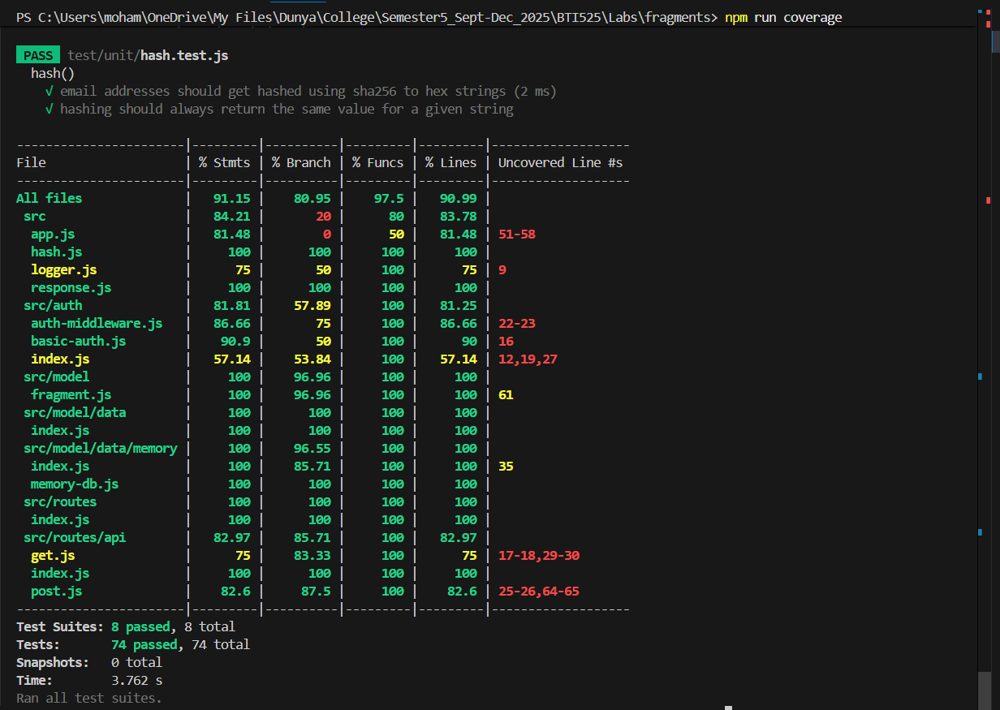 PS C:\Users\moham\OneDrive\My Files\Dunya\College\Semester5_Sept-Dec_2025\BTI525\Labs\fragments> npm run coverage
PASS test/unit/hash.test.js
  hash()
    √ email addresses should get hashed using sha256 to hex strings (2 ms)
    √ hashing should always return the same value for a given string
-----------------------|---------|----------|---------|---------|-------------------
File                   | % Stmts | % Branch | % Funcs | % Lines | Uncovered Line #s
-----------------------|---------|----------|---------|---------|-------------------
All files              |   91.15 |    80.95 |    97.5 |   90.99 |
 src                   |   84.21 |       20 |      80 |   83.78 |
  app.js               |   81.48 |        0 |      50 |   81.48 | 51-58
  hash.js              |     100 |      100 |     100 |     100 |
  logger.js            |      75 |       50 |     100 |      75 | 9
  response.js          |     100 |      100 |     100 |     100 |
 src/auth              |   81.81 |    57.89 |     100 |   81.25 |
  auth-middleware.js   |   86.66 |       75 |     100 |   86.66 | 22-23
  basic-auth.js        |    90.9 |       50 |     100 |      90 | 16
  index.js             |   57.14 |    53.84 |     100 |   57.14 | 12,19,27
 src/model             |     100 |    96.96 |     100 |     100 |
  fragment.js          |     100 |    96.96 |     100 |     100 | 61
 src/model/data        |     100 |      100 |     100 |     100 |
  index.js             |     100 |      100 |     100 |     100 |
 src/model/data/memory |     100 |    96.55 |     100 |     100 |
  index.js             |     100 |    85.71 |     100 |     100 | 35
  memory-db.js         |     100 |      100 |     100 |     100 |
 src/routes            |     100 |      100 |     100 |     100 |
  index.js             |     100 |      100 |     100 |     100 |
 src/routes/api        |   82.97 |    85.71 |     100 |   82.97 |
  get.js               |      75 |    83.33 |     100 |      75 | 17-18,29-30
  index.js             |     100 |      100 |     100 |     100 |
  post.js              |    82.6 |     87.5 |     100 |    82.6 | 25-26,64-65
-----------------------|---------|----------|---------|---------|-------------------
Test Suites: 8 passed, 8 total
Tests:       74 passed, 74 total
Snapshots:   0 total
Time:        3.762 s
Ran all test suites.